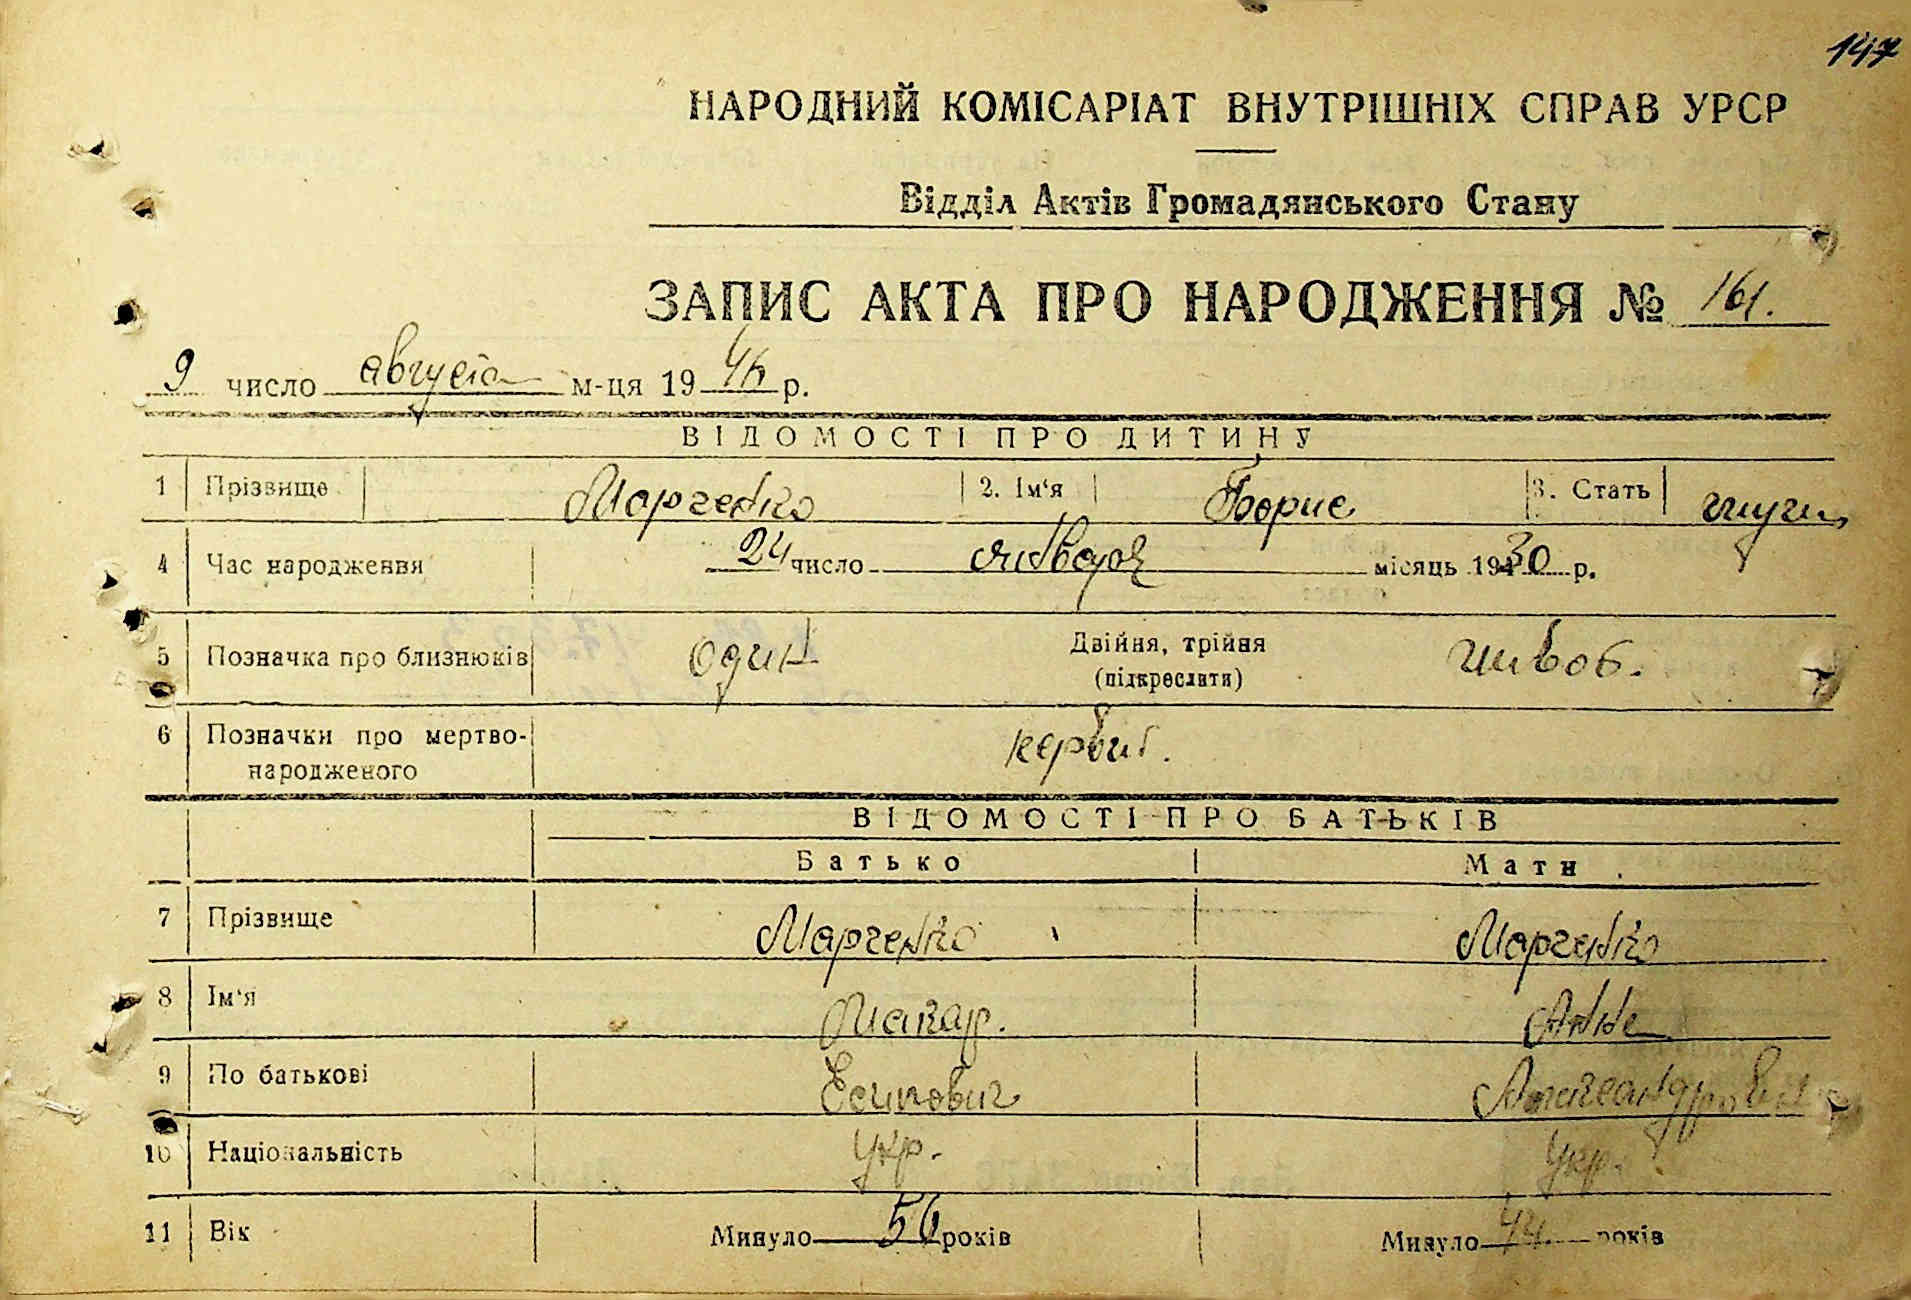 147
НАРОДНИЙ КОМІСАРІАТ ВНУТРІШНІХ СПРАВ УРСР
Відділ Актів Громадянського Стану
ЗАПИС АКТА ПРО НАРОДЖЕННЯ № 161.
9 число августа м-ця 1946 р.
ВІДОМОСТІ ПРО ДИТИНУ
1 Прізвище Марченко 2. Ім'я Борис 3. Стать
4 Час народження 24 число января місяць 1930 р.
5 Позначка про близнюків один Двійня, трійня (підкреслити) живов.
6 Позначки про мертвонародженого
ВІДОМОСТІ ПРО БАТЬКІВ
Батько Мати
7 Прізвище Марченко Марченко
8 Ім'я Макар. Анна
9 По батькові Есипович Александровна
10 Національність Укр. Укр.
11 Вік Минуло 56 років Минуло 44. років